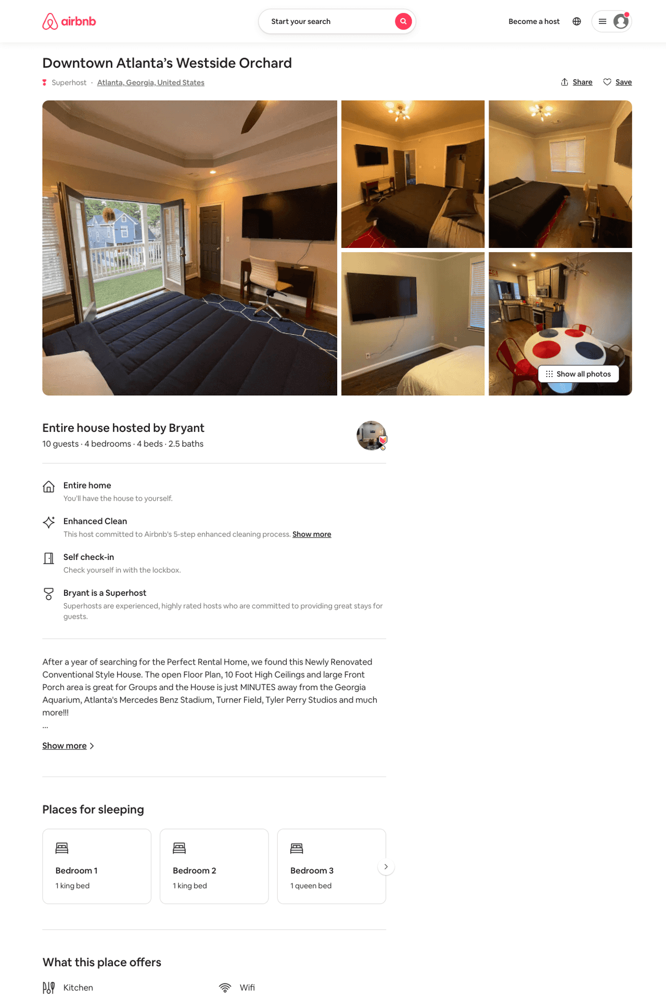 airbnb
Start your search
Become a host
Downtown Atlanta’s Westside Orchard
Superhost · Atlanta, Georgia, United States
Share
Save
Show all photos
Entire house hosted by Bryant
10 guests · 4 bedrooms · 4 beds · 2.5 baths
Entire home
You’ll have the house to yourself.
Enhanced Clean
This host committed to Airbnb's 5-step enhanced cleaning process. Show more
Self check-in
Check yourself in with the lockbox.
Bryant is a Superhost
Superhosts are experienced, highly rated hosts who are committed to providing great stays for
guests.
After a year of searching for the Perfect Rental Home, we found this Newly Renovated
Conventional Style House. The open Floor Plan, 10 Foot High Ceilings and large Front
Porch area is great for Groups and the House is just MINUTES away from the Georgia
Aquarium, Atlanta's Mercedes Benz Stadium, Turner Field, Tyler Perry Studios and much
more!!!
...
Show more
Places for sleeping
Bedroom 1
1 king bed
Bedroom 2
1 king bed
Bedroom 3
1 queen bed
What this place offers
Kitchen
Wifi